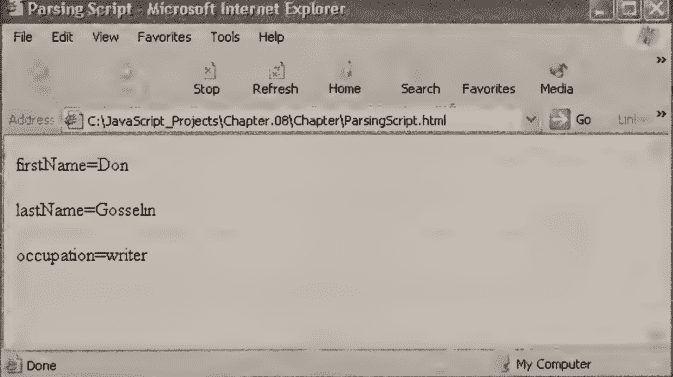 Parsing Script - Microsoft Internet Explorer
File Edit View Favorites Tools Help
Stop Refresh Home Search Favorites Media »
Address C:\JavaScript_Projects\Chapter.08\Chapter\ParsingScript.html Go Links »
firstName=Don
lastName=Gosselin
occupation=writer
Done My Computer